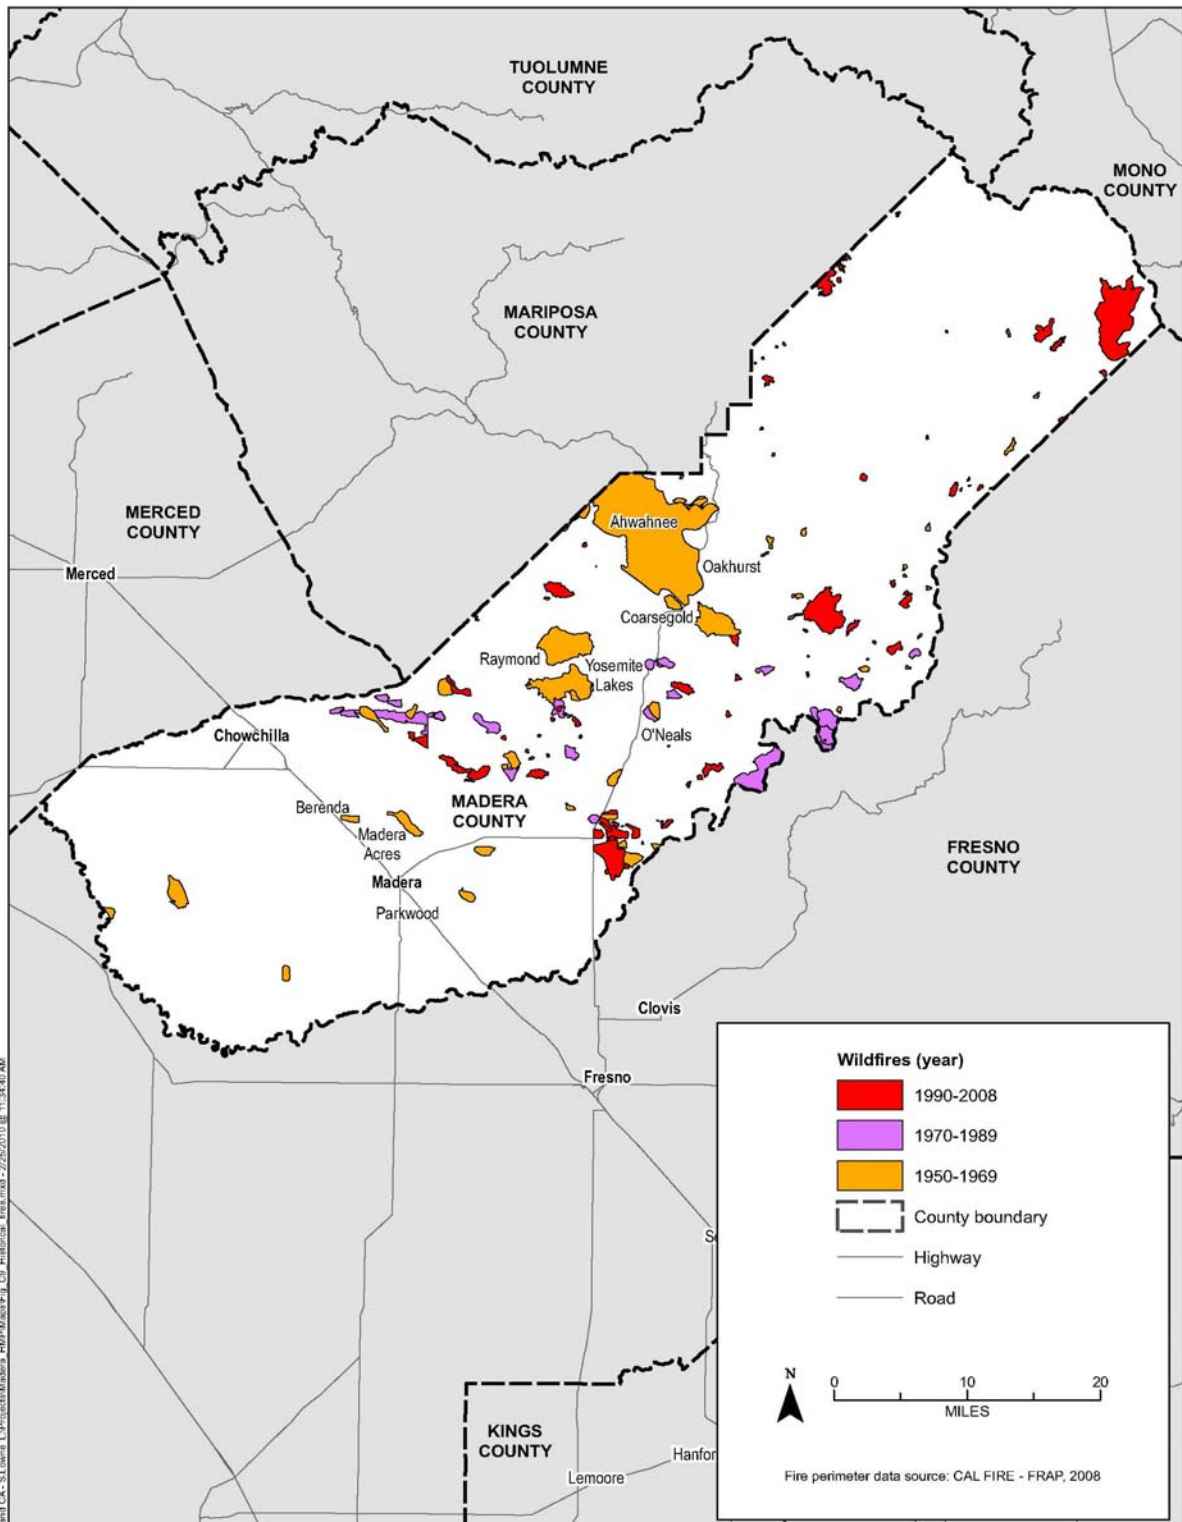 TUOLUMNE
COUNTY
MONO
COUNTY
MARIPOSA
COUNTY
MERCED
COUNTY
Merced
Ahwahnee
Oakhurst
Coarsegold
Raymond
Yosemite
Lakes
O'Neals
Chowchilla
Berenda
MADERA
COUNTY
Madera
Acres
Madera
Parkwood
FRESNO
COUNTY
Clovis
Fresno
Wildfires (year)
1990-2008
1970-1989
1950-1969
County boundary
Highway
Road
N
0 10 20
MILES
KINGS
COUNTY
Hanfor
Lemoore
Fire perimeter data source: CAL FIRE - FRAP, 2008